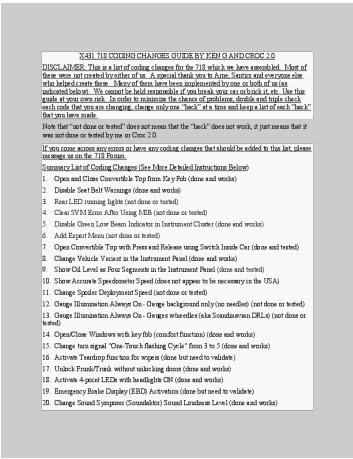 X431 718 CODING CHANGES GUIDE BY KEN G AND CROC 2.0
DISCLAIMER: This is a list of coding changes for the 718 which we have assembled. Most of
these were not created by either of us. A special thank you to Arne, Santirx and everyone else
who helped create these. Many of them have been implemented by one or both of us (as
indicated below). We cannot be held responsible if you break your car or brick it, etc. Use this
guide at your own risk. In order to minimize the chance of problems, double and triple check
each code that you are changing, change only one "hack" at a time and keep a list of each "hack"
that you have made.
Note that "not done or tested" does not mean that the "hack" does not work, it just means that it
was not done or tested by me or Croc 2.0.
If you come across any errors or have any coding changes that should be added to this list, please
message us on the 718 Forum.
Summary List of Coding Changes (See More Detailed Instructions Below)
1. Open and Close Convertible Top from Key Fob (done and works)
2. Disable Seat Belt Warnings (done and works)
3. Rear LED running lights (not done or tested)
4. Clear SVM Error After Using MIB (not done or tested)
5. Disable Green Low Beam Indicator in Instrument Cluster (done and works)
6. Add Expert Menu (not done or tested)
7. Open Convertible Top with Press and Release using Switch Inside Car (done and tested)
8. Change Vehicle Variant in the Instrument Panel (done and works)
9. Show Oil Level as Four Segments in the Instrument Panel (done and tested)
10. Show Accurate Speedometer Speed (does not appear to be necessary in the USA)
11. Change Spoiler Deployment Speed (not done or tested)
12. Gauge Illumination Always On - Gauge background only (no needles) (not done or tested)
13. Gauge Illumination Always On - Gauges w/needles (aka Scandinavian DRLs) (not done or
tested)
14. Open/Close Windows with key fob (comfort function) (done and works)
15. Change turn signal "One-Touch flashing Cycle" from 3 to 5 (done and works)
16. Activate Teardrop function for wipers (done but need to validate)
17. Unlock Frunk/Trunk without unlocking doors (done and works)
18. Activate 4-point LEDs with headlights ON (done and works)
19. Emergency Brake Display (EBD) Activation (done but need to validate)
20. Change Sound Symposer (Soundaktor) Sound Loudness Level (done and works)